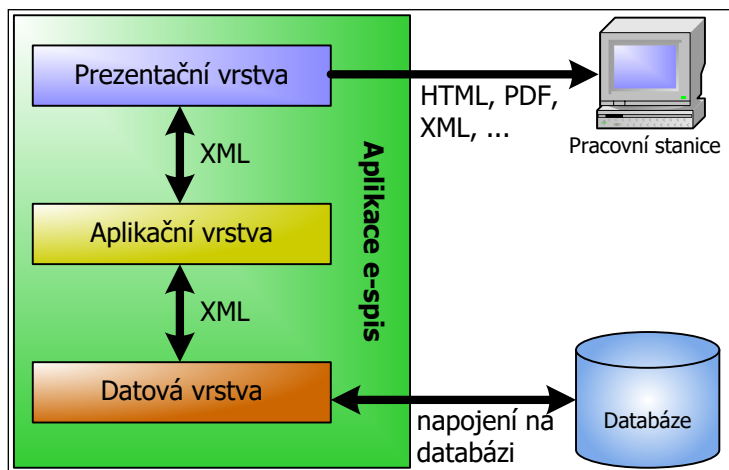 Prezentační vrstva
XML
Aplikační vrstva
XML
Datová vrstva
Aplikace e-spis
HTML, PDF,
XML, ...
Pracovní stanice
napojení na
databázi
Databáze